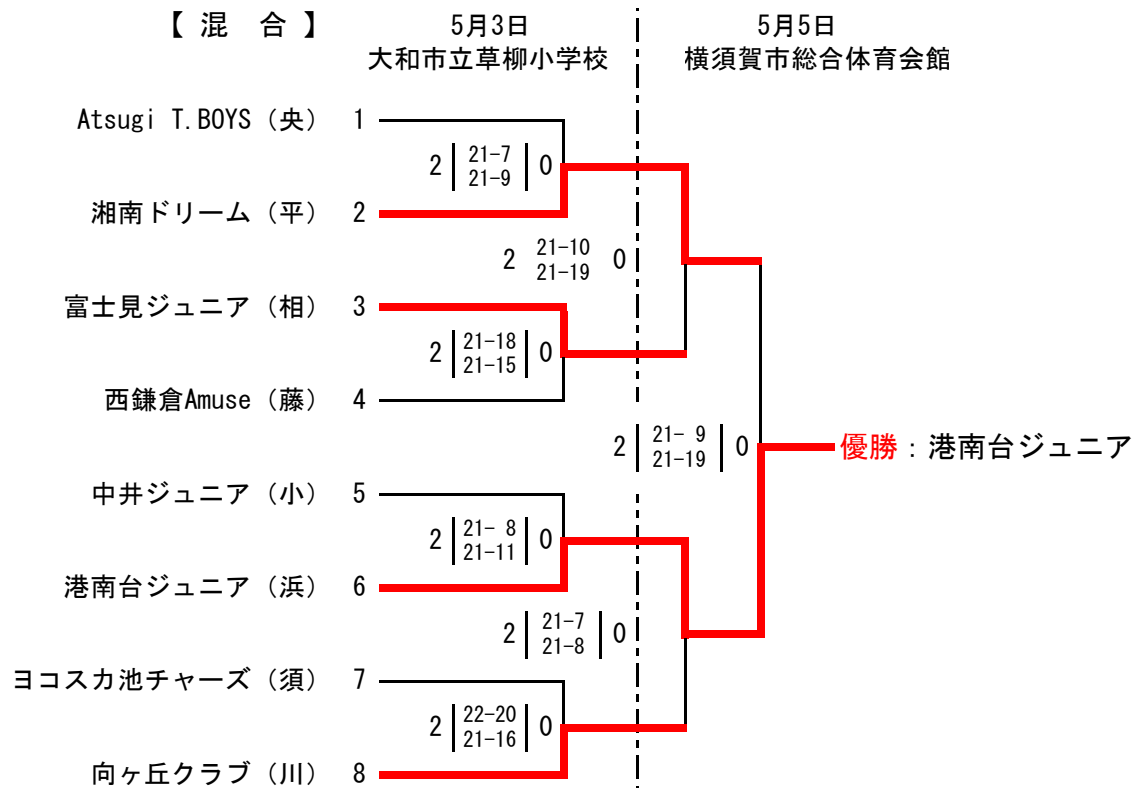 【 混　合 】
5月3日
大和市立草柳小学校
5月5日
横須賀市総合体育会館
Atsugi T.BOYS（央） 1
2 21-7 0
21-9
湘南ドリーム（平） 2
2 21-10 0
21-19
富士見ジュニア（相） 3
2 21-18 0
21-15
西鎌倉Amuse（藤） 4
2 21- 9 0
21-19
優勝：港南台ジュニア
中井ジュニア（小） 5
2 21- 8 0
21-11
港南台ジュニア（浜） 6
2 21-7 0
21-8
ヨコスカ池チャーズ（須） 7
2 22-20 0
21-16
向ヶ丘クラブ（川） 8